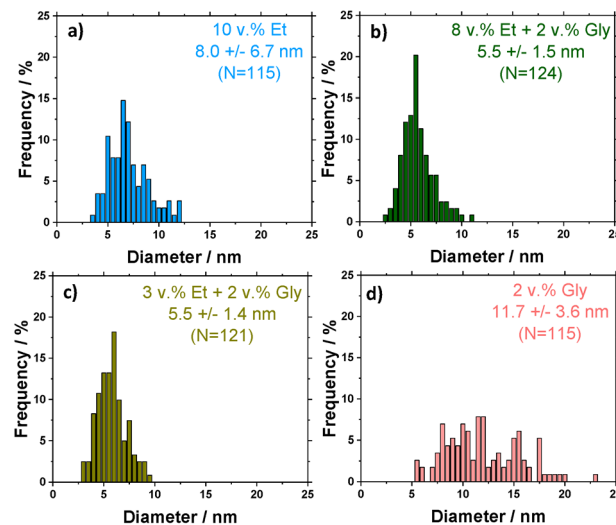 a)
10 v.% Et
8.0 +/- 6.7 nm
(N=115)
Frequency / %
25
20
15
10
5
0
0 5 10 15 20 25
Diameter / nm
b)
8 v.% Et + 2 v.% Gly
5.5 +/- 1.5 nm
(N=124)
Frequency / %
25
20
15
10
5
0
0 5 10 15 20 25
Diameter / nm
c)
3 v.% Et + 2 v.% Gly
5.5 +/- 1.4 nm
(N=121)
Frequency / %
25
20
15
10
5
0
0 5 10 15 20 25
Diameter / nm
d)
2 v.% Gly
11.7 +/- 3.6 nm
(N=115)
Frequency / %
25
20
15
10
5
0
0 5 10 15 20 25
Diameter / nm